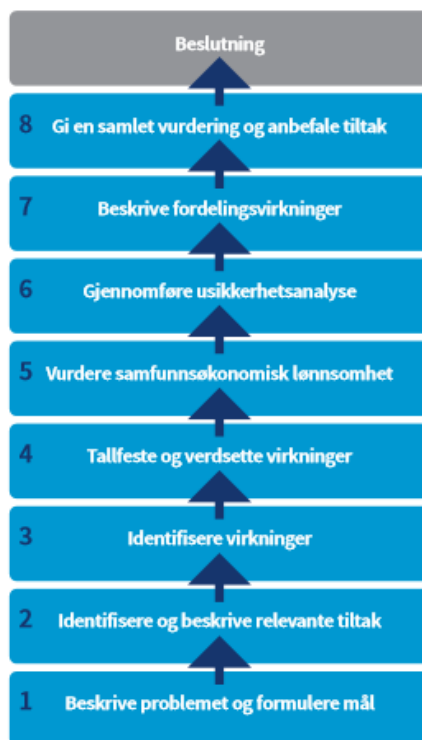 Beslutning
8 Gi en samlet vurdering og anbefale tiltak
7 Beskrive fordelingsvirkninger
6 Gjennomføre usikkerhetsanalyse
5 Vurdere samfunnsøkonomisk lønnsomhet
4 Tallfeste og verdsette virkninger
3 Identifisere virkninger
2 Identifisere og beskrive relevante tiltak
1 Beskrive problemet og formulere mål